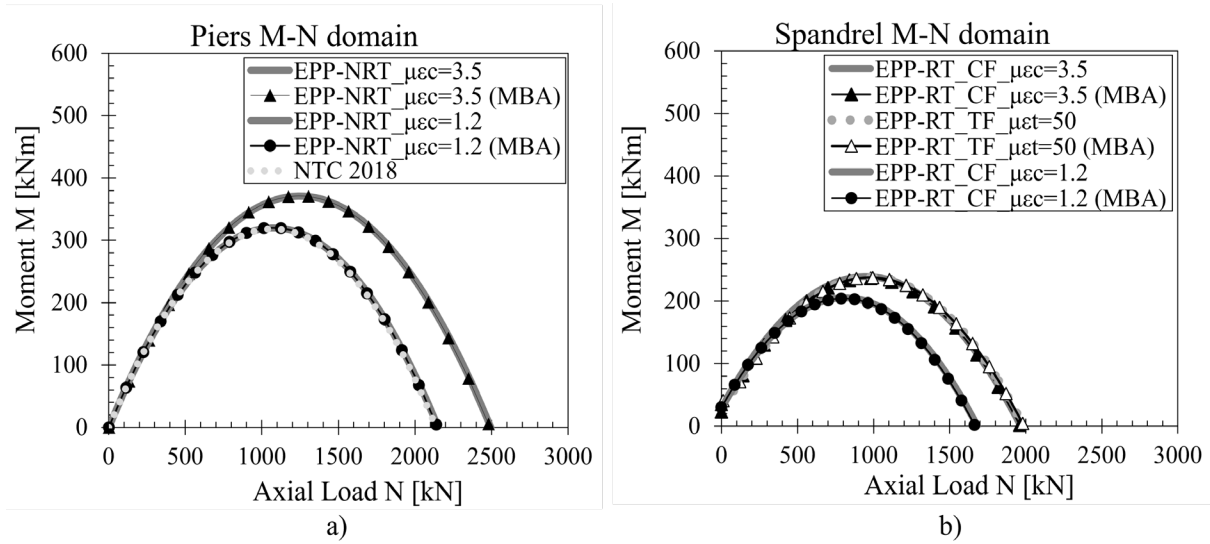 Piers M-N domain
600
500
400
300
200
100
0
Moment M [kNm]
EPP-NRT_μεc=3.5
EPP-NRT_μεc=3.5 (MBA)
EPP-NRT_μεc=1.2
EPP-NRT_μεc=1.2 (MBA)
NTC 2018
0 500 1000 1500 2000 2500 3000
Axial Load N [kN]
a)
Spandrel M-N domain
600
500
400
300
200
100
0
Moment M [kNm]
EPP-RT_CF_μεc=3.5
EPP-RT_CF_μεc=3.5 (MBA)
EPP-RT_TF_μεt=50
EPP-RT_TF_μεt=50 (MBA)
EPP-RT_CF_μεc=1.2
EPP-RT_CF_μεc=1.2 (MBA)
0 500 1000 1500 2000 2500 3000
Axial Load N [kN]
b)